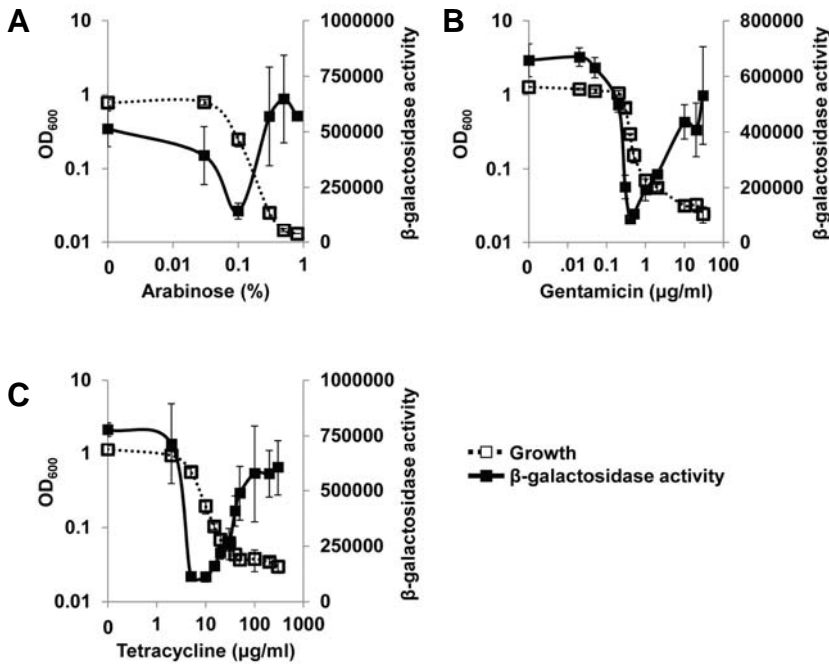 A
10
1
0.1
0.01
OD600
1000000
750000
500000
250000
0
β-galactosidase activity
0 0.01 0.1 1
Arabinose (%)
B
10
1
0.1
0.01
OD600
800000
600000
400000
200000
0
β-galactosidase activity
0 .01 0.1 1 10 100
Gentamicin (µg/ml)
C
10
1
0.1
0.01
OD600
1000000
750000
500000
250000
0
β-galactosidase activity
0 1 10 100 1000
Tetracycline (µg/ml)
Growth
β-galactosidase activity